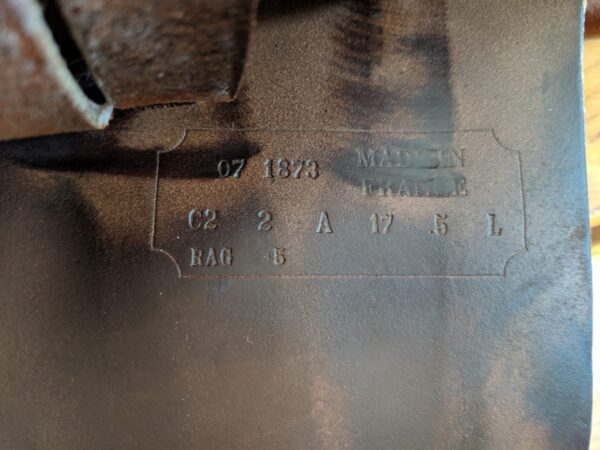 07 1873 MADE IN
FRANCE
C2 2 A 17 .5 L
RAG .5